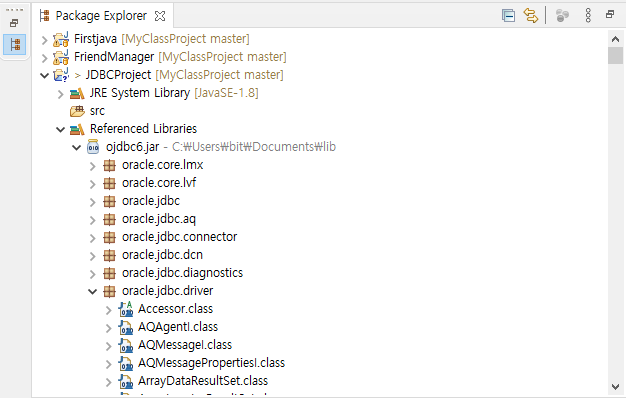 Package Explorer
Firstjava [MyClassProject master]
FriendManager [MyClassProject master]
> JDBCProject [MyClassProject master]
JRE System Library [JavaSE-1.8]
src
Referenced Libraries
ojdbc6.jar - C:₩Users₩bit₩Documents₩lib
oracle.core.lmx
oracle.core.lvf
oracle.jdbc
oracle.jdbc.aq
oracle.jdbc.connector
oracle.jdbc.dcn
oracle.jdbc.diagnostics
oracle.jdbc.driver
Accessor.class
AQAgentI.class
AQMessageI.class
AQMessagePropertiesI.class
ArrayDataResultSet.class